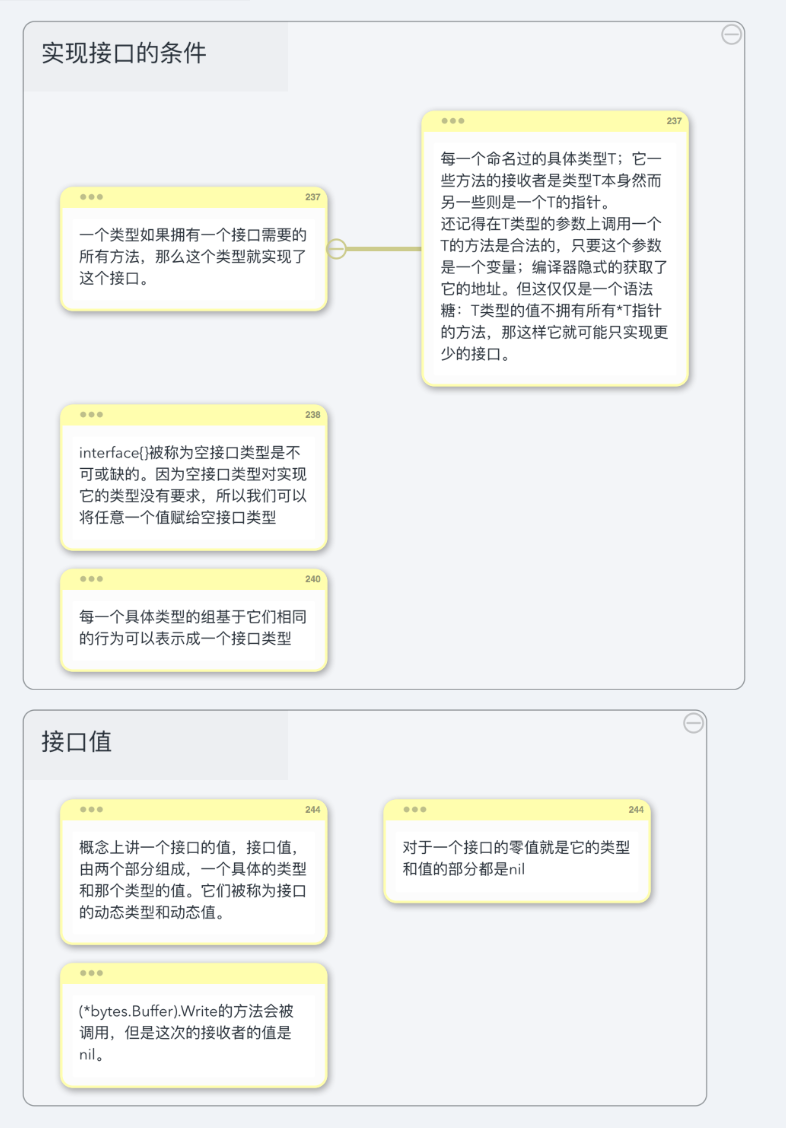 实现接口的条件
237
一个类型如果拥有一个接口需要的
所有方法，那么这个类型就实现了
这个接口。
237
每一个命名过的具体类型T；它一
些方法的接收者是类型T本身然而
另一些则是一个T的指针。
还记得在T类型的参数上调用一个
T的方法是合法的，只要这个参数
是一个变量；编译器隐式的获取了
它的地址。但这仅仅是一个语法
糖：T类型的值不拥有所有*T指针
的方法，那这样它就可能只实现更
少的接口。
238
interface{}被称为空接口类型是不
可或缺的。因为空接口类型对实现
它的类型没有要求，所以我们可以
将任意一个值赋给空接口类型
240
每一个具体类型的组基于它们相同
的行为可以表示成一个接口类型
接口值
244
概念上讲一个接口的值，接口值，
由两个部分组成，一个具体的类型
和那个类型的值。它们被称为接口
的动态类型和动态值。
244
对于一个接口的零值就是它的类型
和值的部分都是nil
(*bytes.Buffer).Write的方法会被
调用，但是这次的接收者的值是
nil。